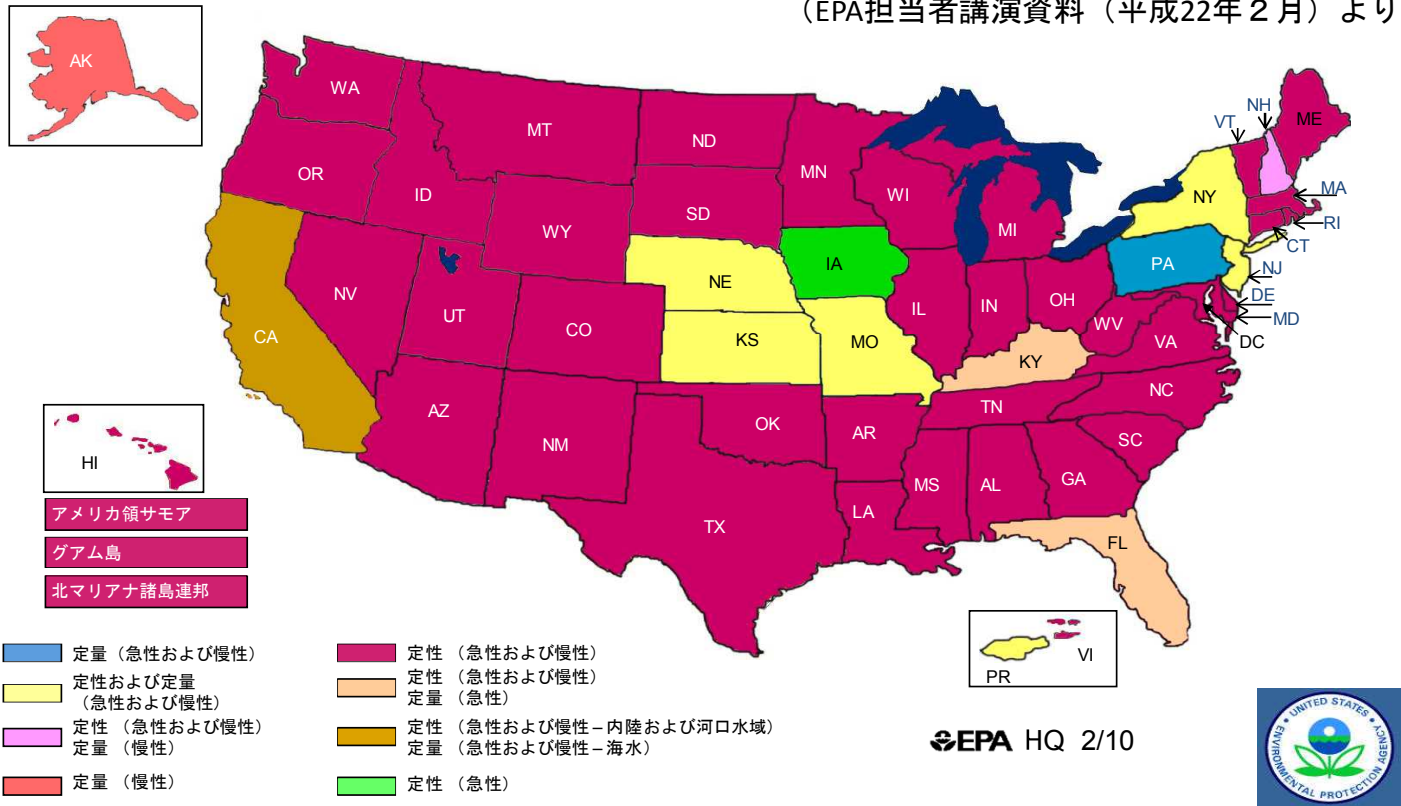 （EPA担当者講演資料（平成22年２月）より
AK
WA
MT
ND
MN
OR
ID
SD
WI
WY
MI
VT
NH
ME
NY
MA
RI
CT
PA
NJ
DE
MD
DC
NE
IA
NV
UT
CO
IL
IN
OH
WV
VA
CA
KS
MO
KY
NC
TN
AZ
NM
OK
AR
SC
MS
AL
GA
TX
LA
FL
HI
アメリカ領サモア
グアム島
北マリアナ諸島連邦
PR
VI
定量（急性および慢性）
定性および定量
（急性および慢性）
定性 （急性および慢性）
定量 （慢性）
定量 （慢性）
定性 （急性および慢性）
定性 （急性および慢性）
定量 （急性）
定性 （急性および慢性－内陸および河口水域）
定量 （急性および慢性－海水）
定性 （急性）
EPA HQ 2/10
UNITED STATES
ENVIRONMENTAL PROTECTION AGENCY